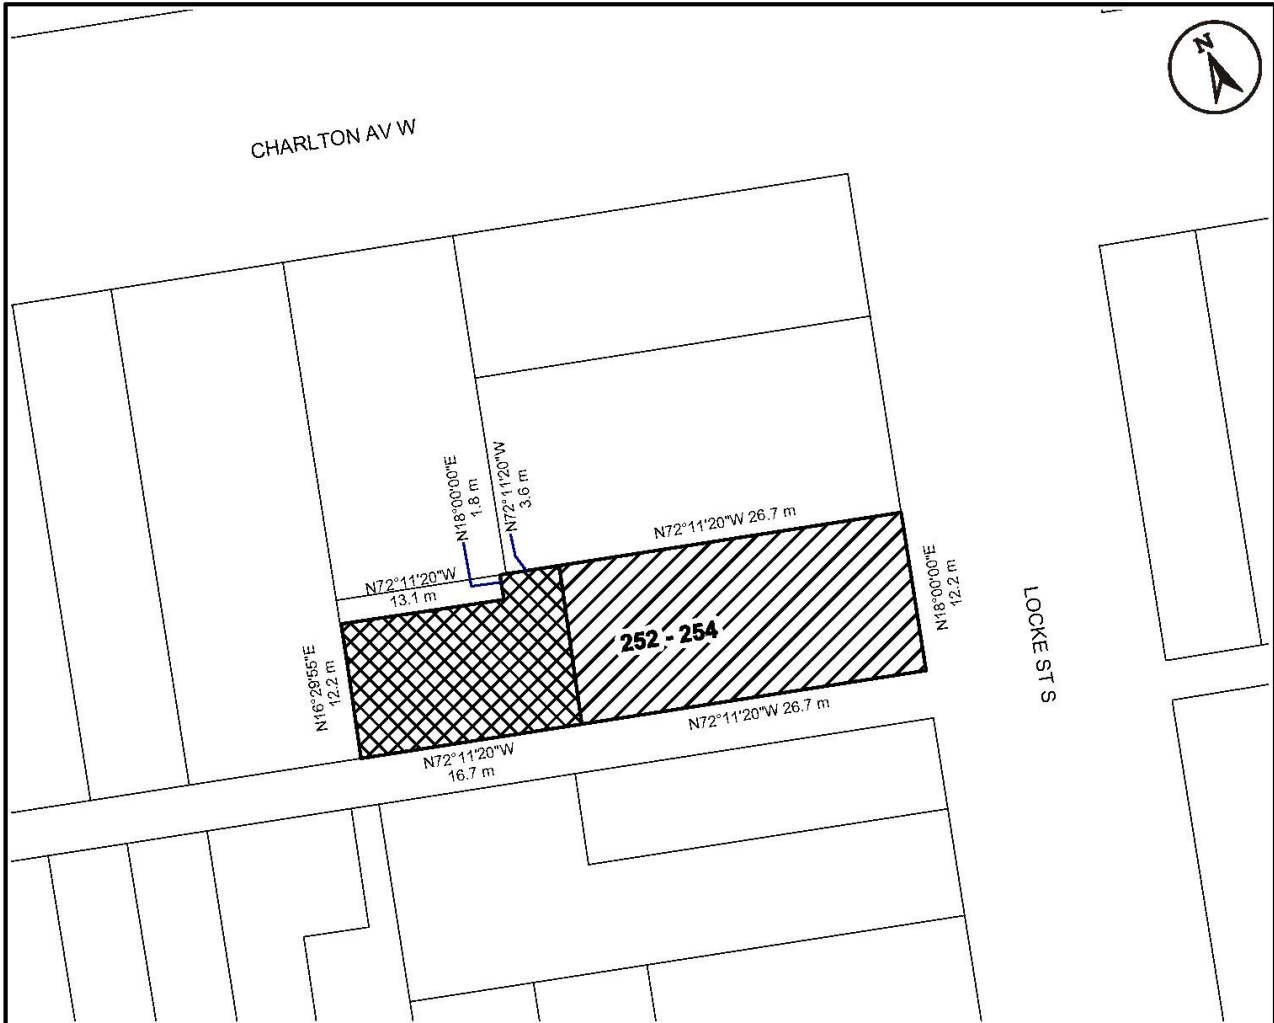 N
CHARLTON AV W
N18°00'00"E
1.8 m
N72°11'20"W
3.6 m
N72°11'20"W 26.7 m
N72°11'20"W
13.1 m
N18°00'00"E
12.2 m
252 - 254
LOCKE ST S
N16°29'55"E
12.2 m
N72°11'20"W 26.7 m
N72°11'20"W
16.7 m